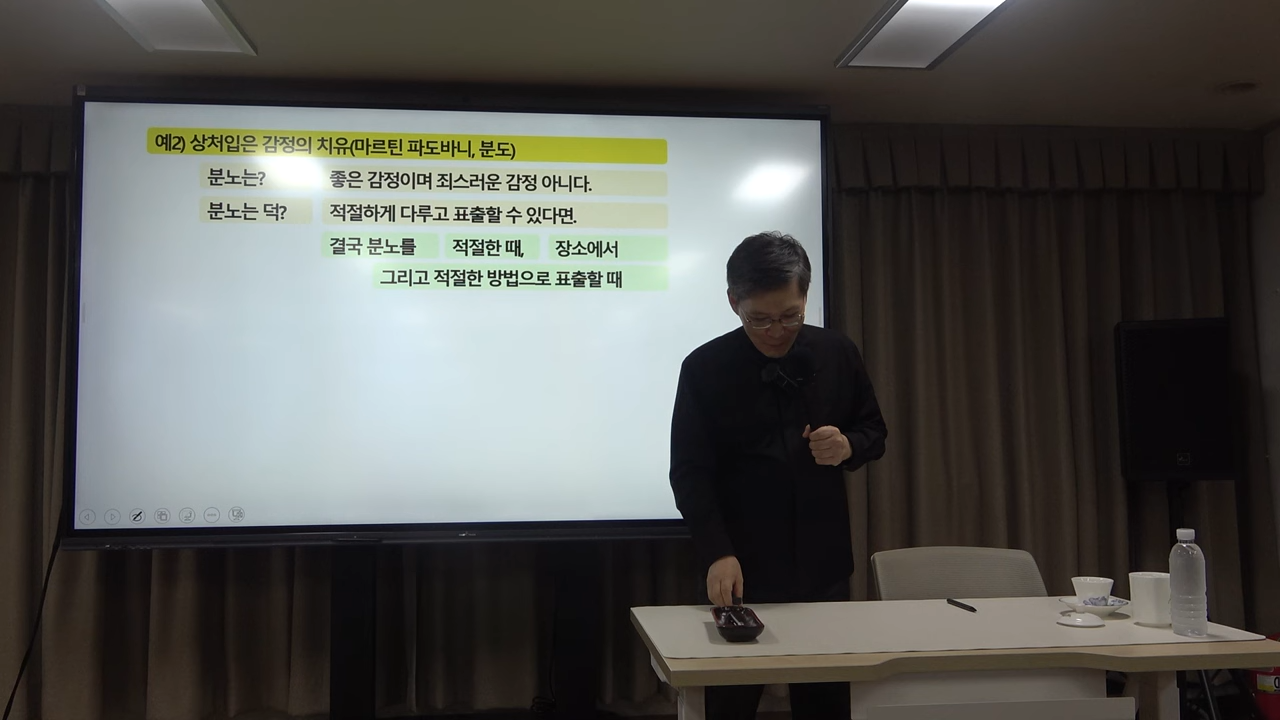 예2) 상처입은 감정의 치유(마르틴 파도바니, 분도)
분노는? 좋은 감정이며 죄스러운 감정 아니다.
분노는 덕? 적절하게 다루고 표출할 수 있다면.
결국 분노를 적절한 때, 장소에서
그리고 적절한 방법으로 표출할 때